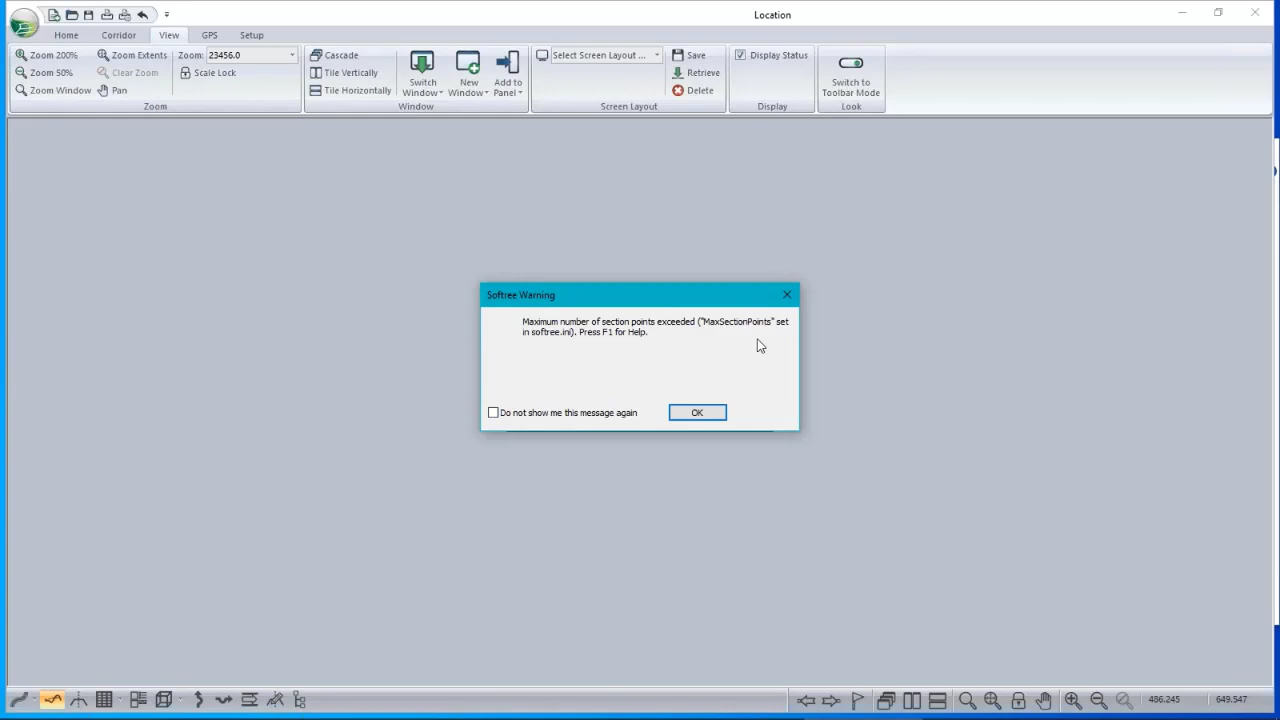 Location
Home Corridor View GPS Setup
Zoom 200% Zoom Extents Zoom: 23456.0
Zoom 50% Clear Zoom Scale Lock
Zoom Window Pan
Zoom
Cascade
Tile Vertically
Tile Horizontally
Switch Window
New Window
Add to Panel
Window
Select Screen Layout ...
Save
Retrieve
Delete
Screen Layout
Display Status
Display
Switch to
Toolbar Mode
Look
Softree Warning
Maximum number of section points exceeded ("MaxSectionPoints" set
in softree.ini). Press F1 for Help.
Do not show me this message again OK
486.245 649.547